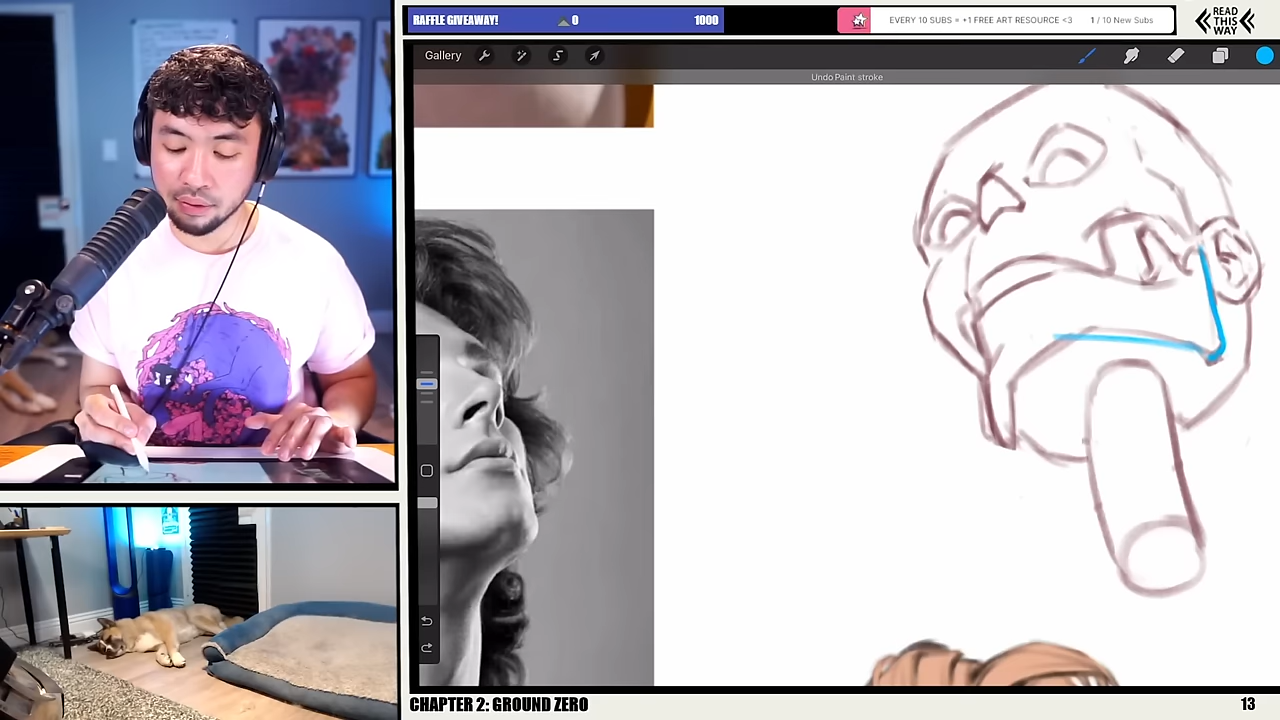 RAFFLE GIVEAWAY! 0 1000
EVERY 10 SUBS = +1 FREE ART RESOURCE <3 1 / 10 New Subs
READ
THIS
WAY
Gallery
Undo Paint stroke
CHAPTER 2: GROUND ZERO 13